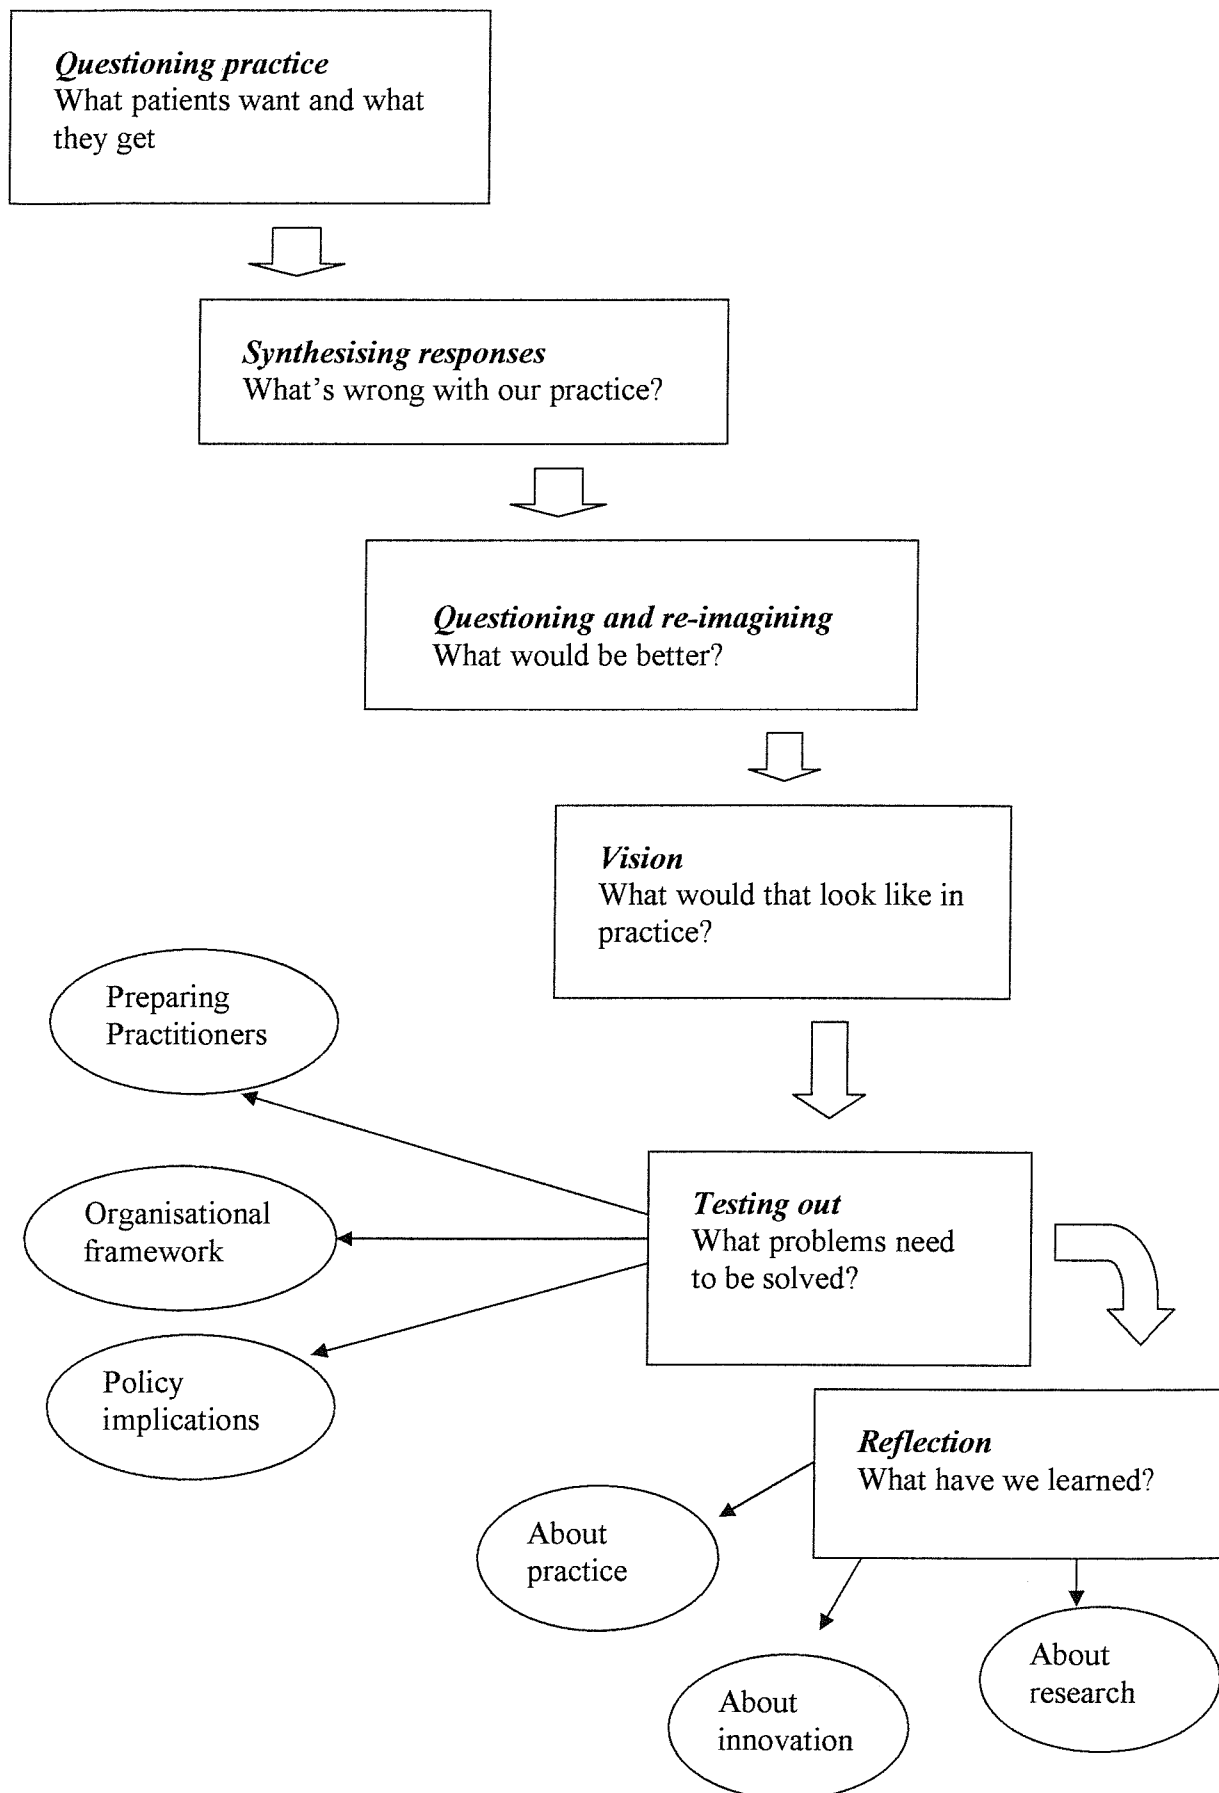 Questioning practice
What patients want and what
they get
Synthesising responses
What's wrong with our practice?
Questioning and re-imagining
What would be better?
Vision
What would that look like in
practice?
Preparing
Practitioners
Organisational
framework
Policy
implications
Testing out
What problems need
to be solved?
Reflection
What have we learned?
About
practice
About
innovation
About
research